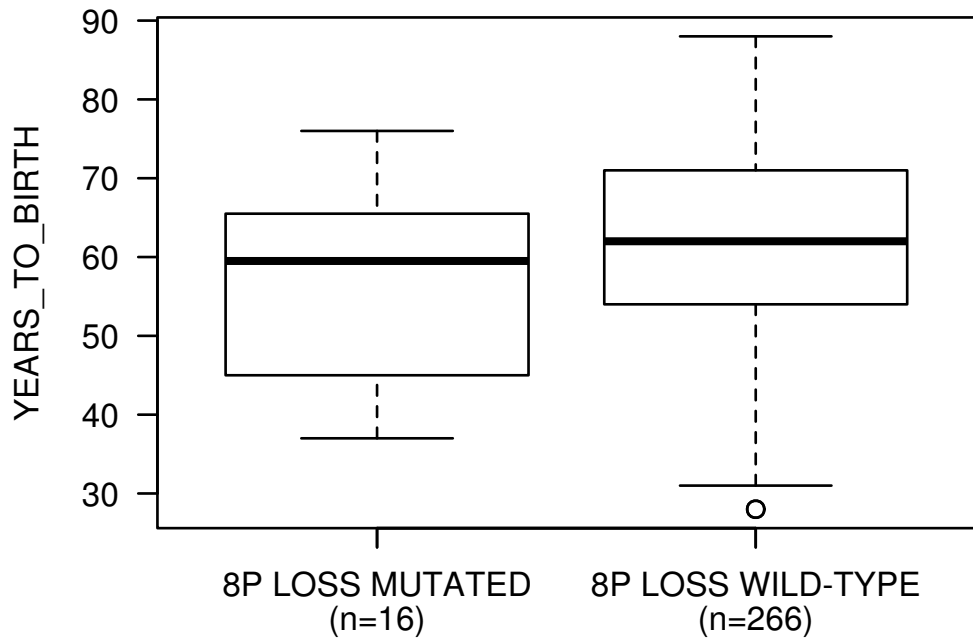 YEARS_TO_BIRTH
90
80
70
60
50
40
30
8P LOSS MUTATED
(n=16)
8P LOSS WILD-TYPE
(n=266)